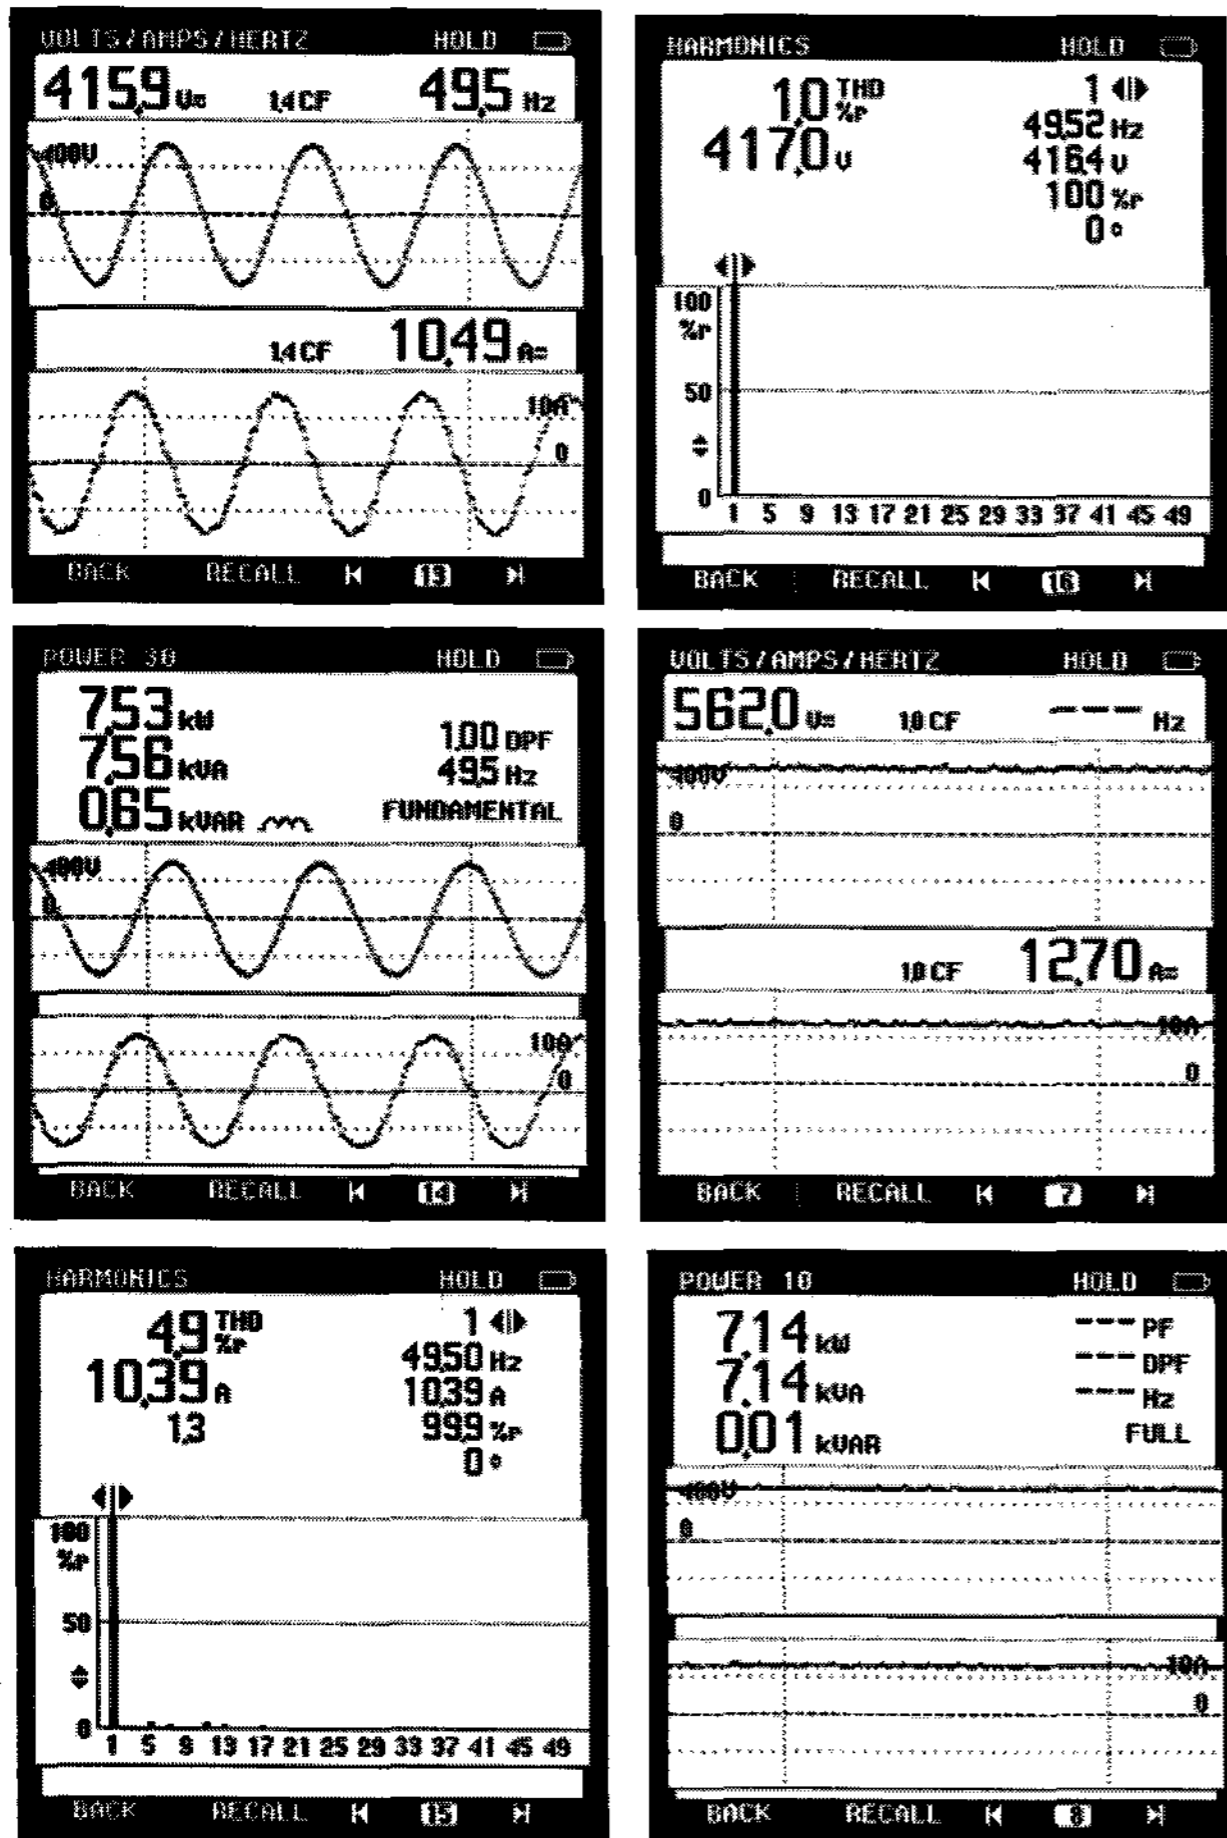 VOLTS/AMPS/HERTZ HOLD
415.9 V≂ 1.4 CF 49.5 Hz
400V
0
1.4 CF 10.49 A≂
10A
0
BACK RECALL 13
HARMONICS HOLD
1.0 THD %r 1
49.52 Hz
417.0 V 416.4 V
100 %r
0 °
100
%r
50
0
1 5 9 13 17 21 25 29 33 37 41 45 49
BACK RECALL 16
POWER 3Ø HOLD
7.53 kW
7.56 kVA
0.65 kVAR
1.00 DPF
49.5 Hz
FUNDAMENTAL
400V
0
10A
0
BACK RECALL 14
VOLTS/AMPS/HERTZ HOLD
562.0 V≂ 1.0 CF --- Hz
400V
0
1.0 CF 12.70 A≂
10A
0
BACK RECALL 7
HARMONICS HOLD
4.9 THD %r 1
49.50 Hz
10.39 A 10.39 A
1.3 99.9 %r
0 °
100
%r
50
0
1 5 9 13 17 21 25 29 33 37 41 45 49
BACK RECALL 15
POWER 1Ø HOLD
7.14 kW --- PF
7.14 kVA --- DPF
--- Hz
0.01 kVAR FULL
400V
0
10A
0
BACK RECALL 8